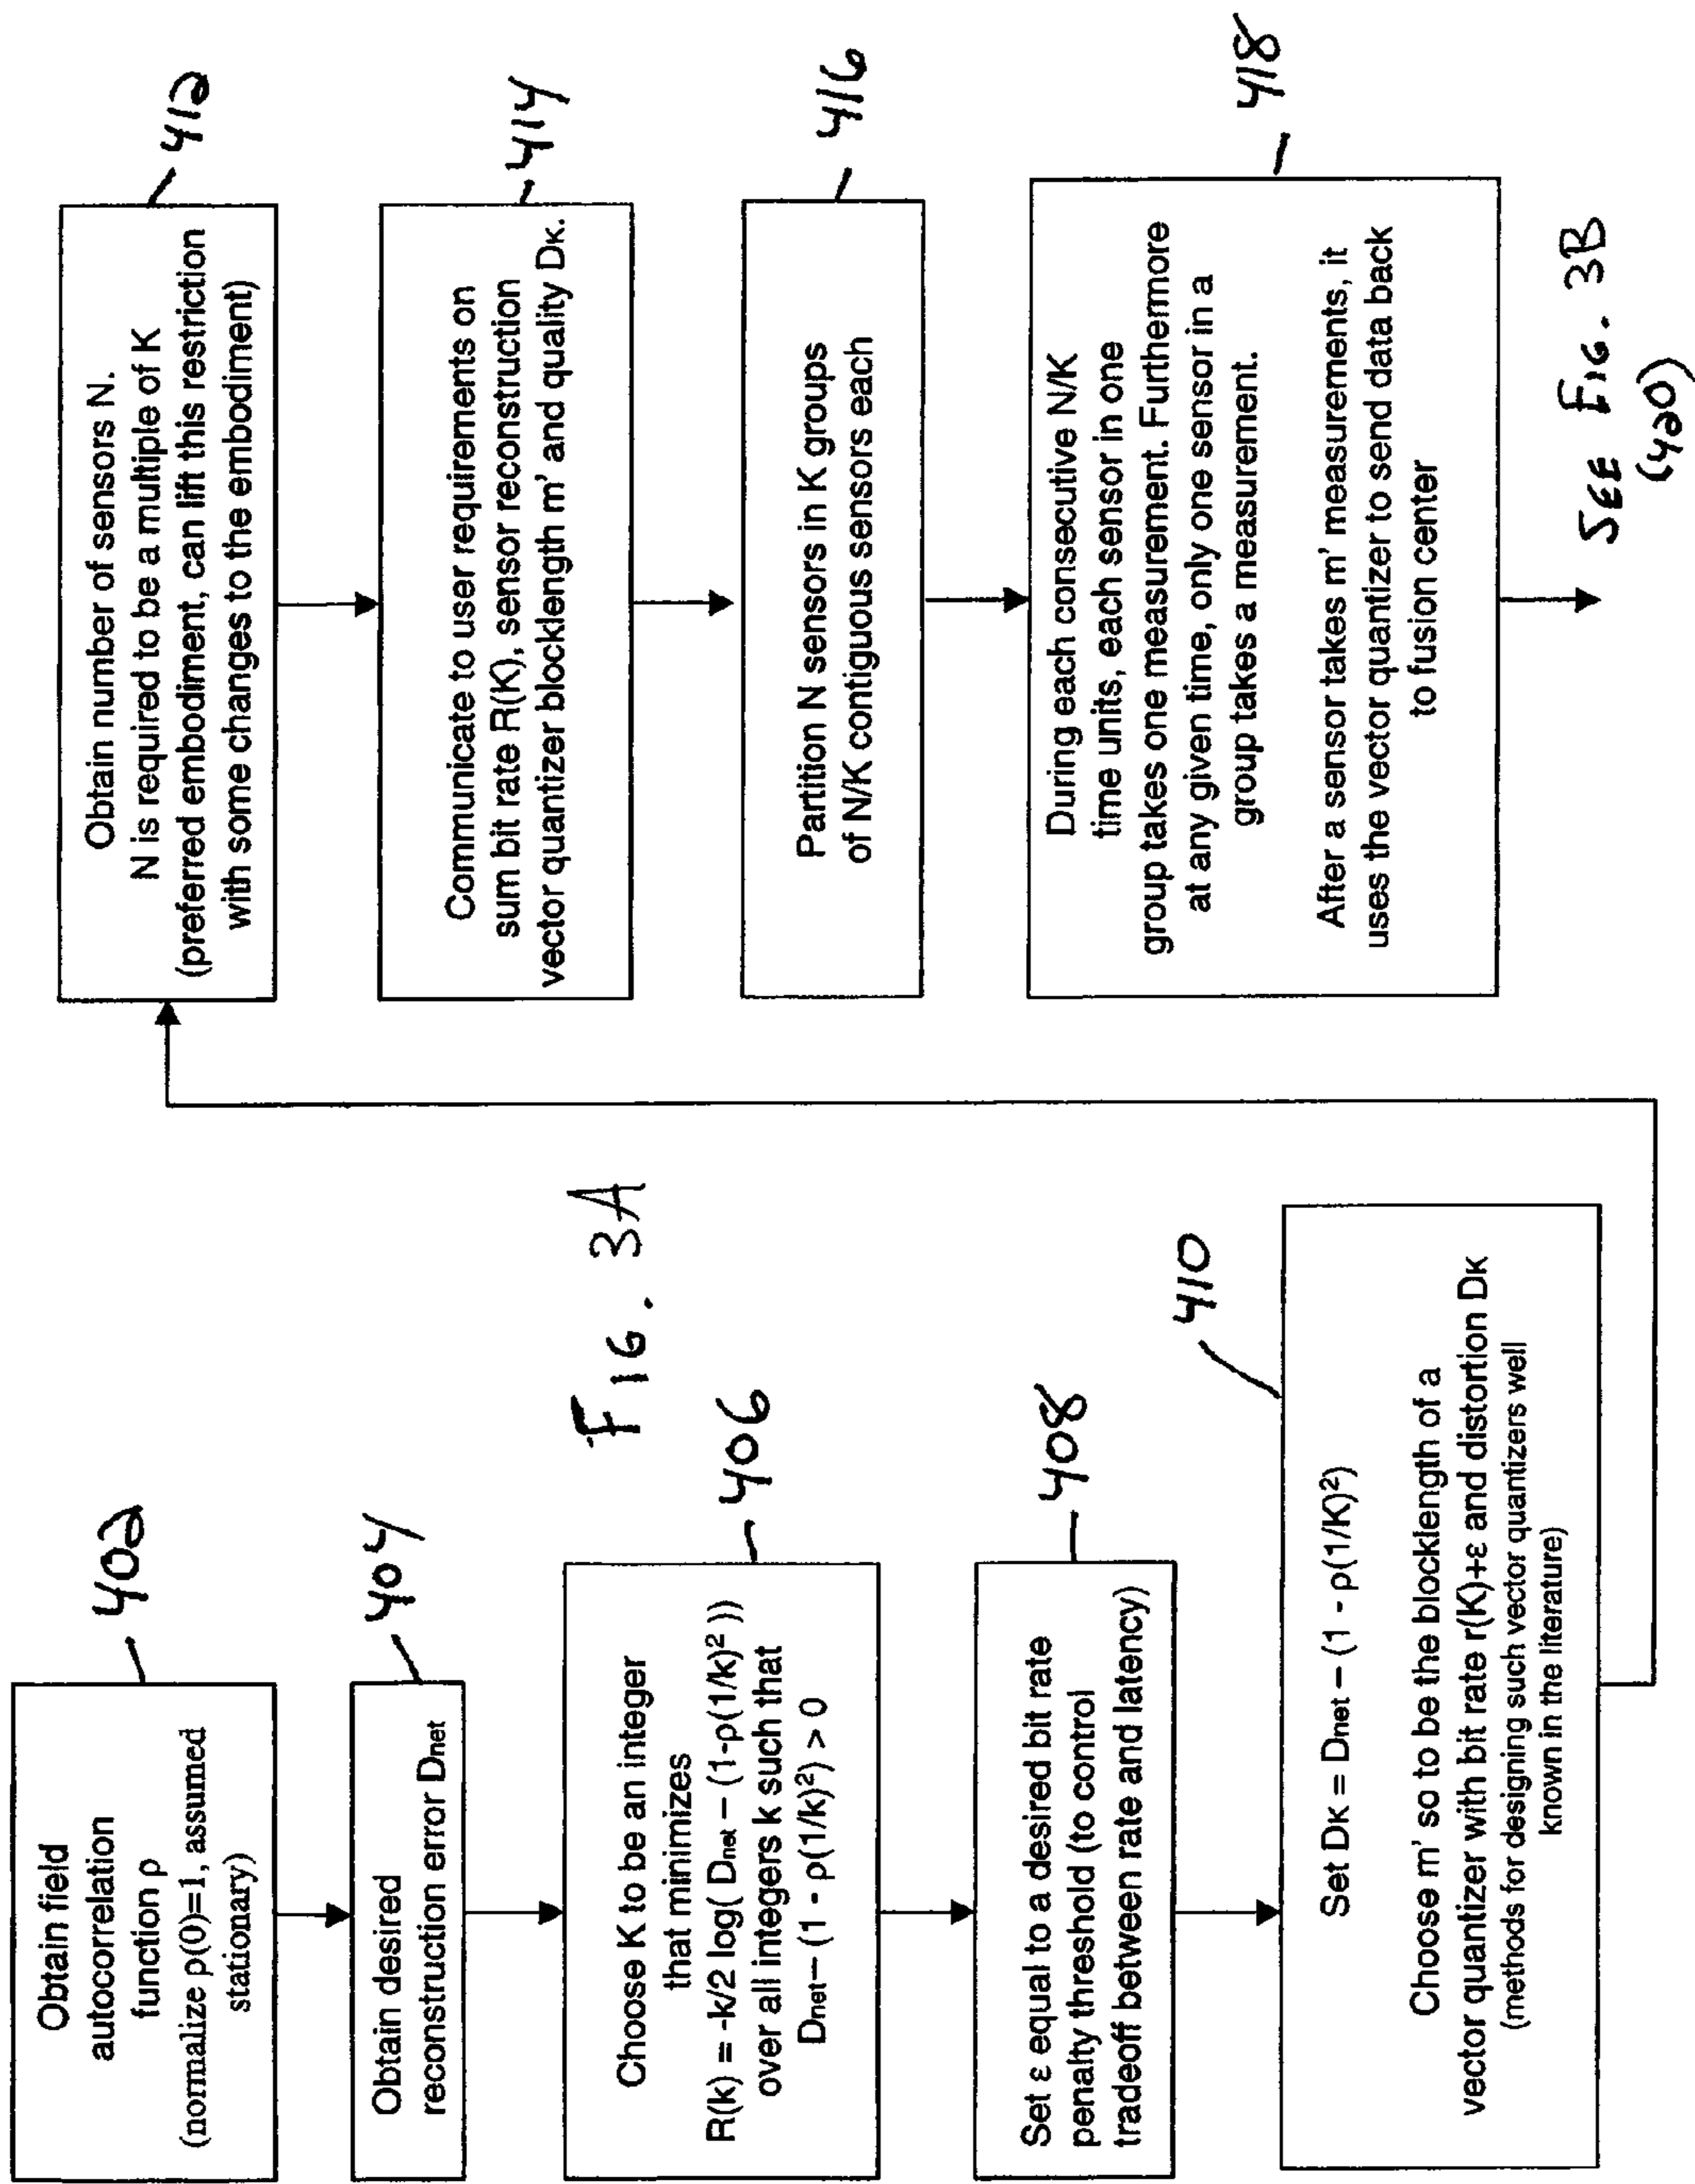 Obtain field
autocorrelation
function ρ
(normalize ρ(0)=1, assumed
stationary)
402
Obtain desired
reconstruction error Dnet
404
Choose K to be an integer
that minimizes
R(k) = -k/2 log( Dnet – (1-ρ(1/k)² ))
over all integers k such that
Dnet – (1 - ρ(1/k)²) > 0
406
Set ε equal to a desired bit rate
penalty threshold (to control
tradeoff between rate and latency)
408
Set DK = Dnet – (1 - ρ(1/K)²)
Choose m' so to be the blocklength of a
vector quantizer with bit rate r(K)+ε and distortion DK
(methods for designing such vector quantizers well
known in the literature)
410
FIG. 3A
Obtain number of sensors N.
N is required to be a multiple of K
(preferred embodiment, can lift this restriction
with some changes to the embodiment)
412
Communicate to user requirements on
sum bit rate R(K), sensor reconstruction
vector quantizer blocklength m' and quality DK.
414
Partition N sensors in K groups
of N/K contiguous sensors each
416
During each consecutive N/K
time units, each sensor in one
group takes one measurement. Furthermore
at any given time, only one sensor in a
group takes a measurement.
After a sensor takes m' measurements, it
uses the vector quantizer to send data back
to fusion center
418
SEE FIG. 3B
(420)